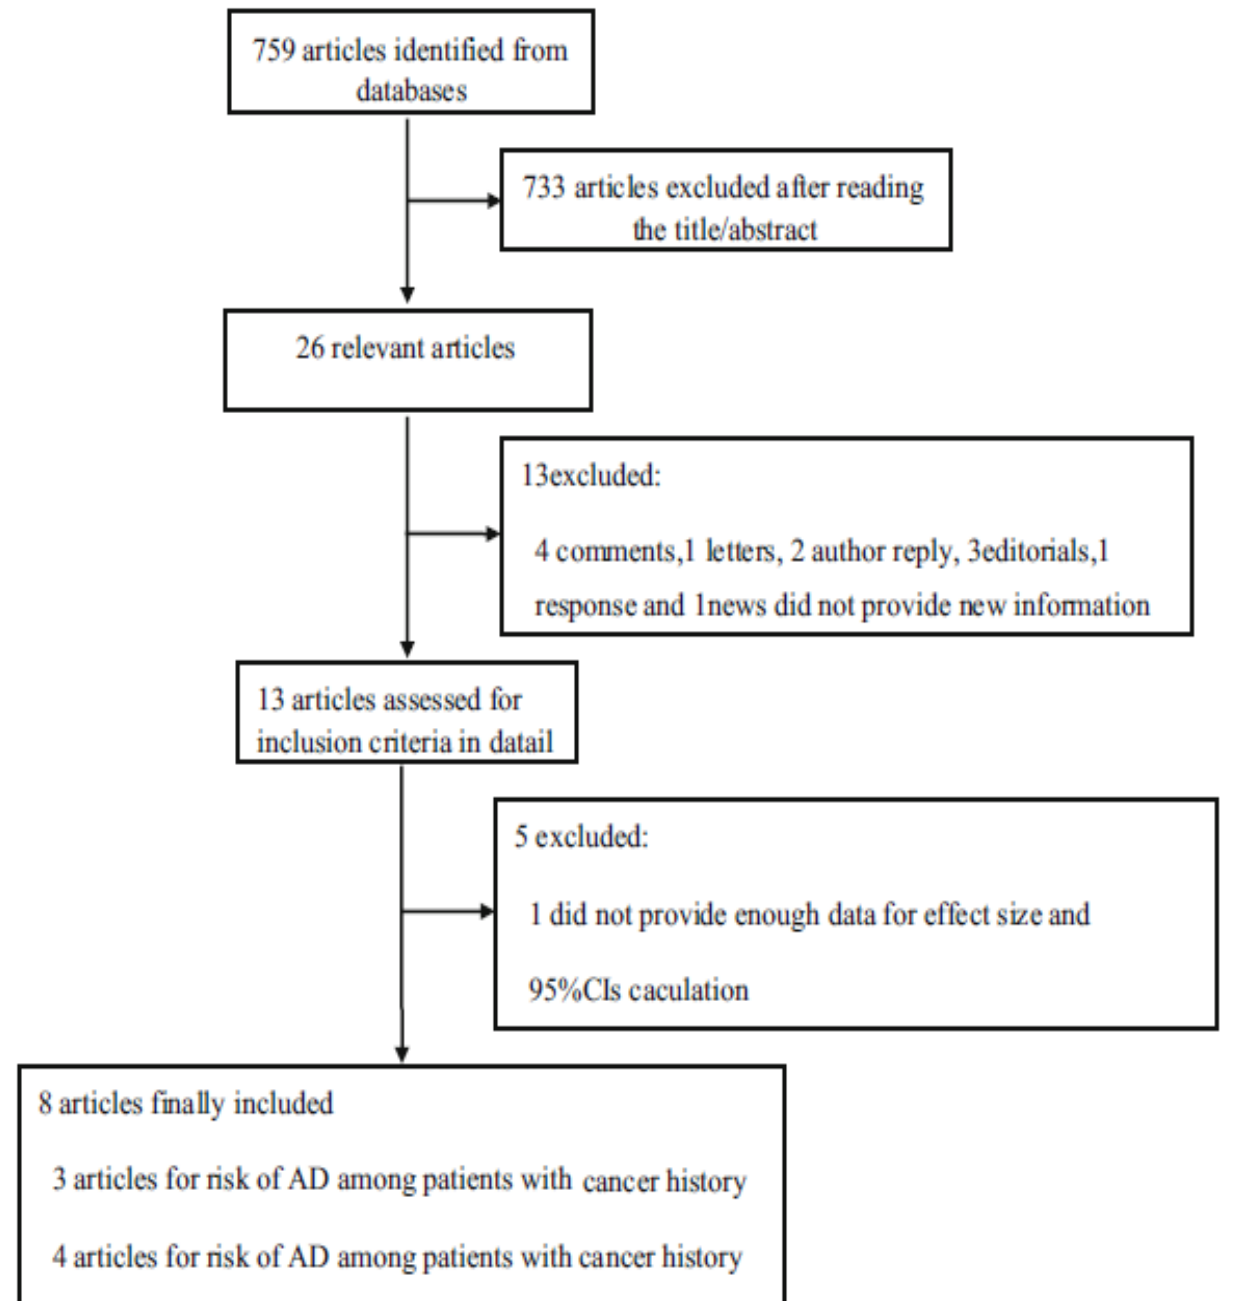 759 articles identified from
databases
733 articles excluded after reading
the title/abstract
26 relevant articles
13excluded:
4 comments,1 letters, 2 author reply, 3editorials,1
response and 1news did not provide new information
13 articles assessed for
inclusion criteria in datail
5 excluded:
1 did not provide enough data for effect size and
95%CIs caculation
8 articles finally included
3 articles for risk of AD among patients with cancer history
4 articles for risk of AD among patients with cancer history